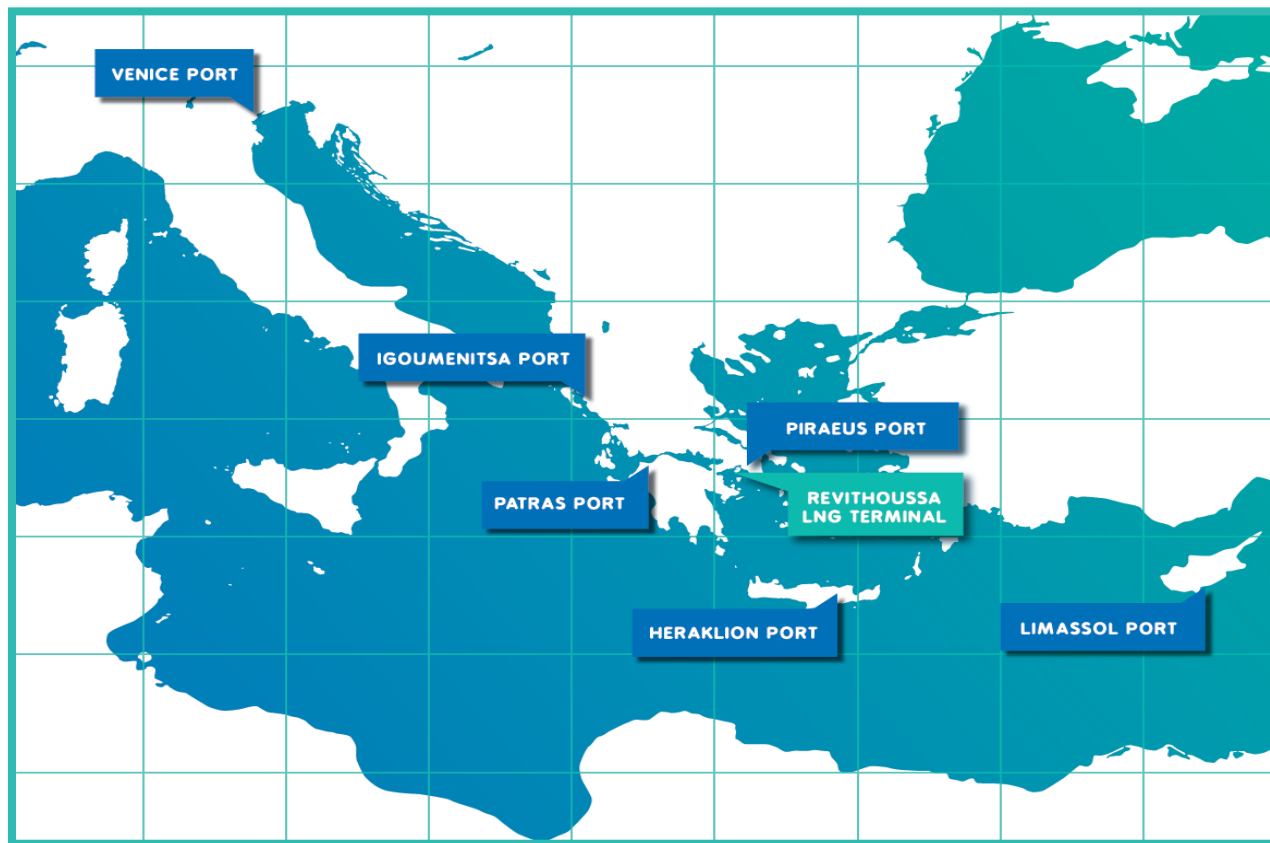 VENICE PORT
IGOUMENITSA PORT
PIRAEUS PORT
PATRAS PORT
REVITHOUSSA
LNG TERMINAL
HERAKLION PORT
LIMASSOL PORT